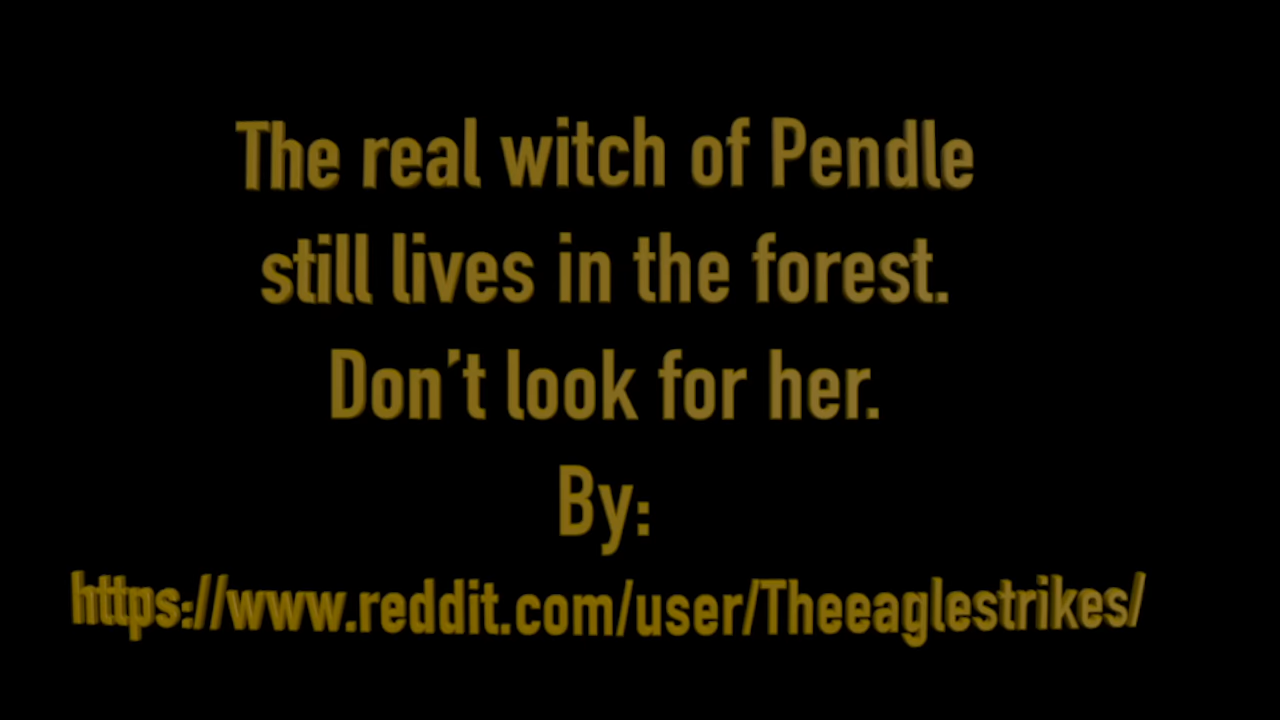 The real witch of Pendle
still lives in the forest.
Don't look for her.
By:
https://www.reddit.com/user/Theeaglestrikes/